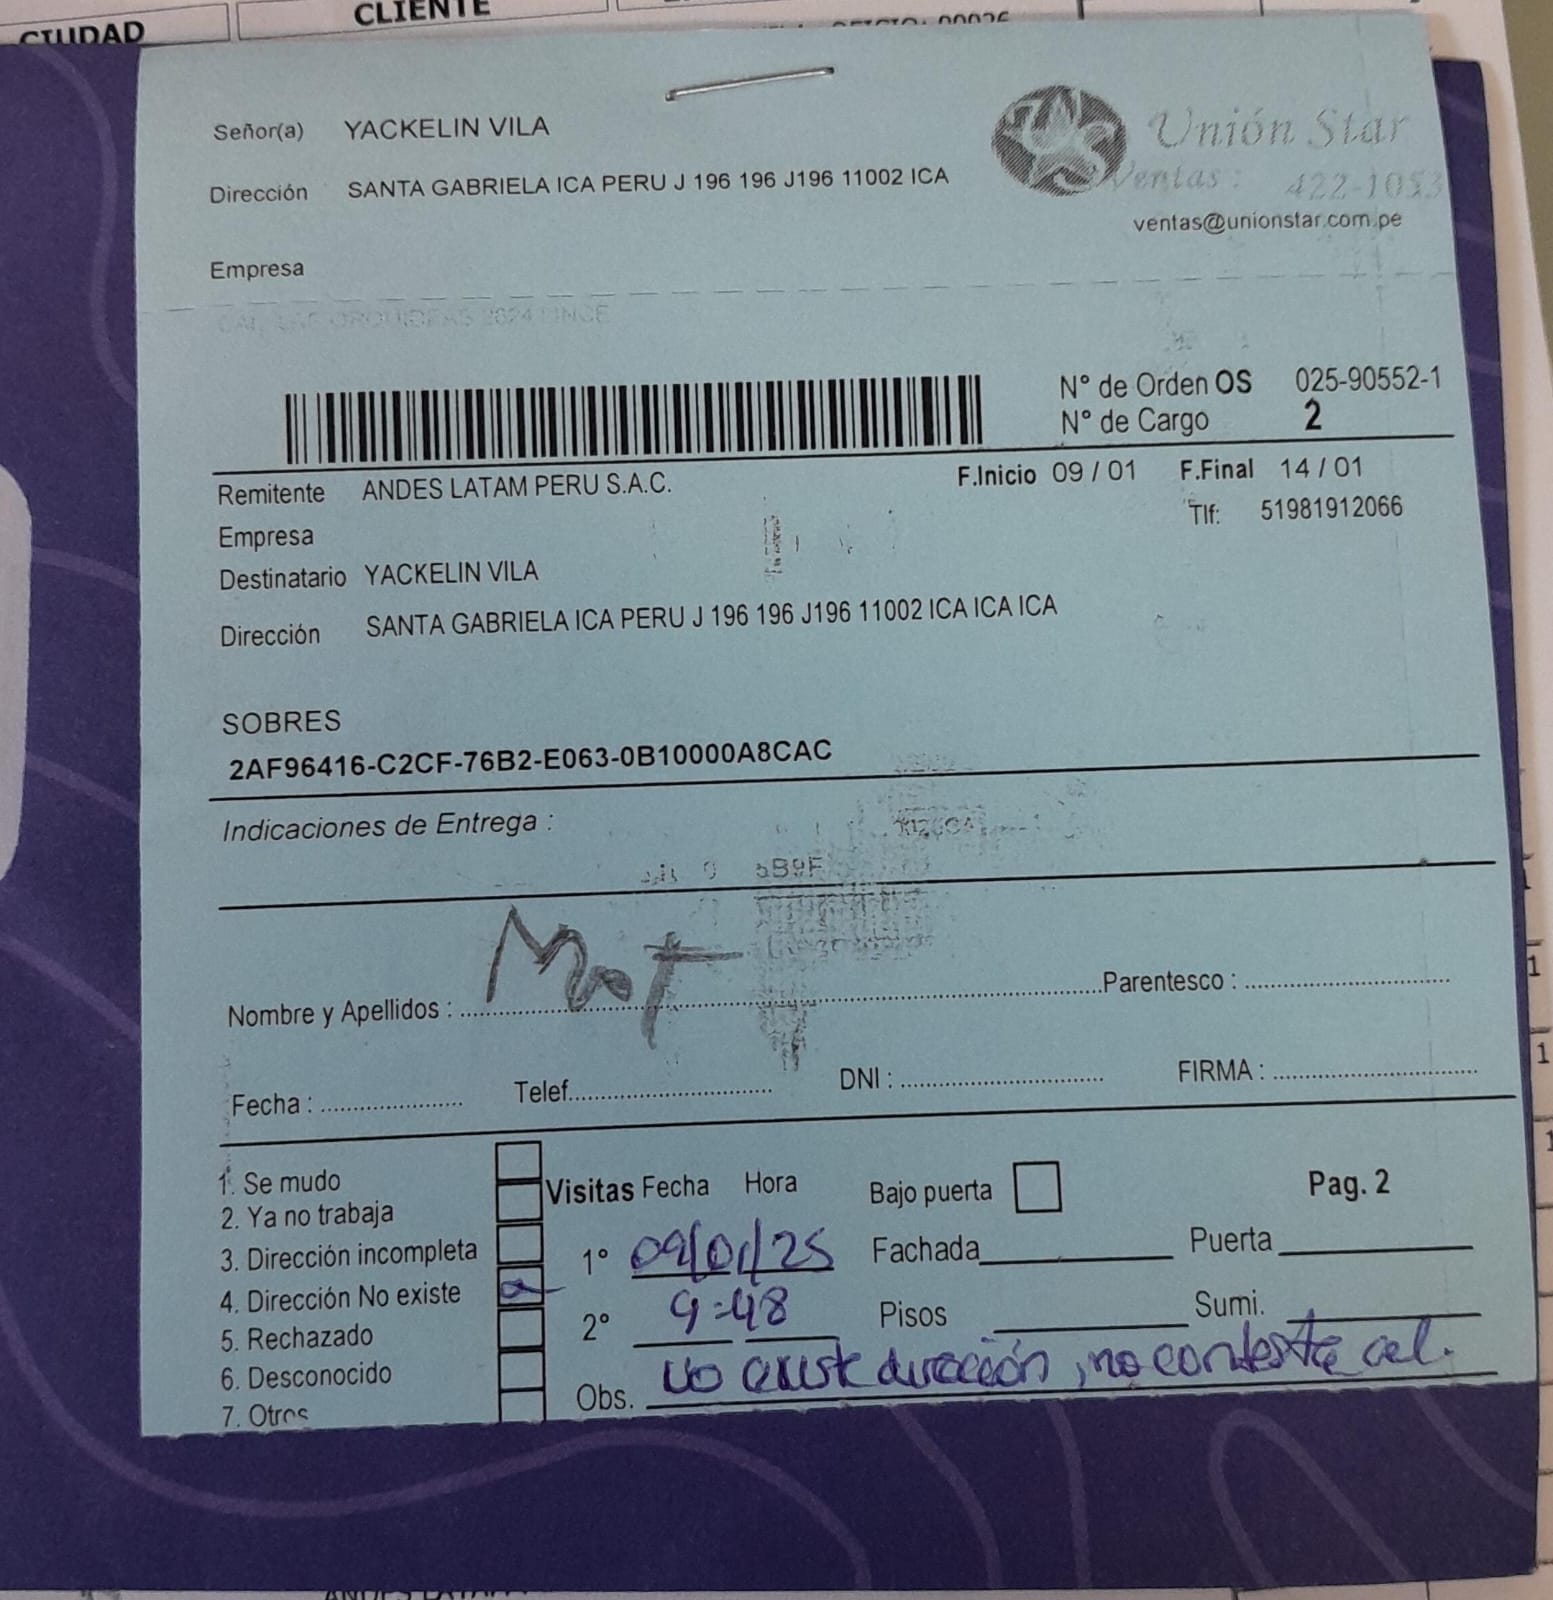 CIUDAD
CLIENTE
Señor(a) YACKELIN VILA
Dirección SANTA GABRIELA ICA PERU J 196 196 J196 11002 ICA
Empresa
Unión Star
Ventas: 422-1053
ventas@unionstar.com.pe
N° de Orden OS 025-90552-1
N° de Cargo 2
Remitente ANDES LATAM PERU S.A.C. F.Inicio 09 / 01 F.Final 14 / 01
Empresa Tlf: 51981912066
Destinatario YACKELIN VILA
Dirección SANTA GABRIELA ICA PERU J 196 196 J196 11002 ICA ICA ICA
SOBRES
2AF96416-C2CF-76B2-E063-0B10000A8CAC
Indicaciones de Entrega :
Nombre y Apellidos : Parentesco :
Fecha : Telef. DNI : FIRMA :
1. Se mudo
2. Ya no trabaja
3. Dirección incompleta
4. Dirección No existe
5. Rechazado
6. Desconocido
7. Otros
Visitas Fecha Hora Bajo puerta Pag. 2
1° 09/01/25 Fachada Puerta
2° 9:48 Pisos Sumi.
Obs. No existe dirección, no contesta cel.